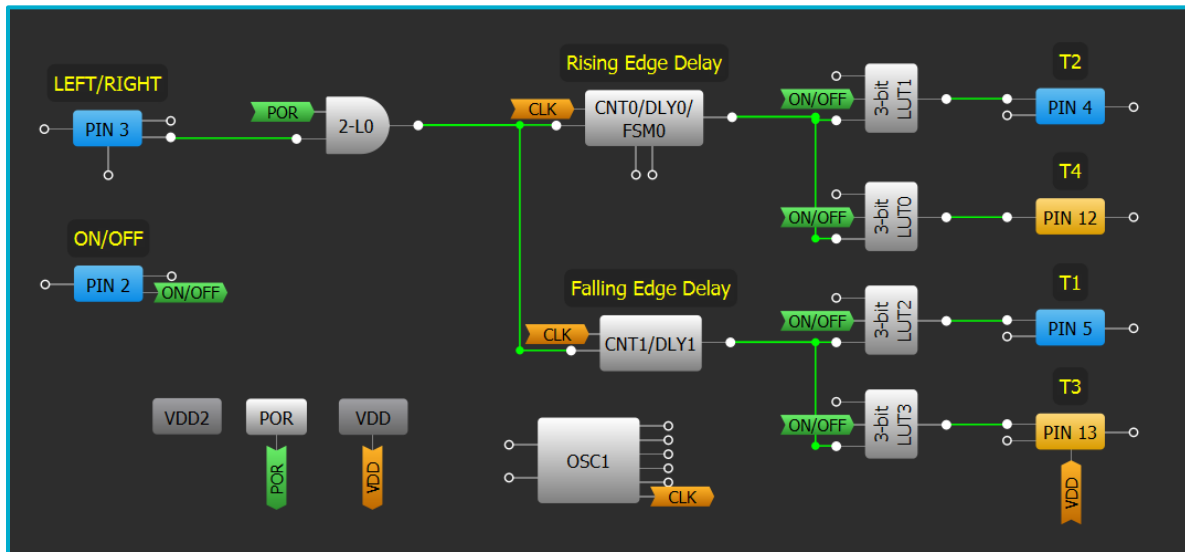 LEFT/RIGHT
PIN 3
POR
2-L0
Rising Edge Delay
CLK
CNT0/DLY0/
FSM0
ON/OFF
3-bit
LUT1
T2
PIN 4
ON/OFF
3-bit
LUT0
T4
PIN 12
ON/OFF
PIN 2
ON/OFF
Falling Edge Delay
CLK
CNT1/DLY1
ON/OFF
3-bit
LUT2
T1
PIN 5
ON/OFF
3-bit
LUT3
T3
PIN 13
VDD
VDD2
POR
VDD
POR
VDD
OSC1
CLK